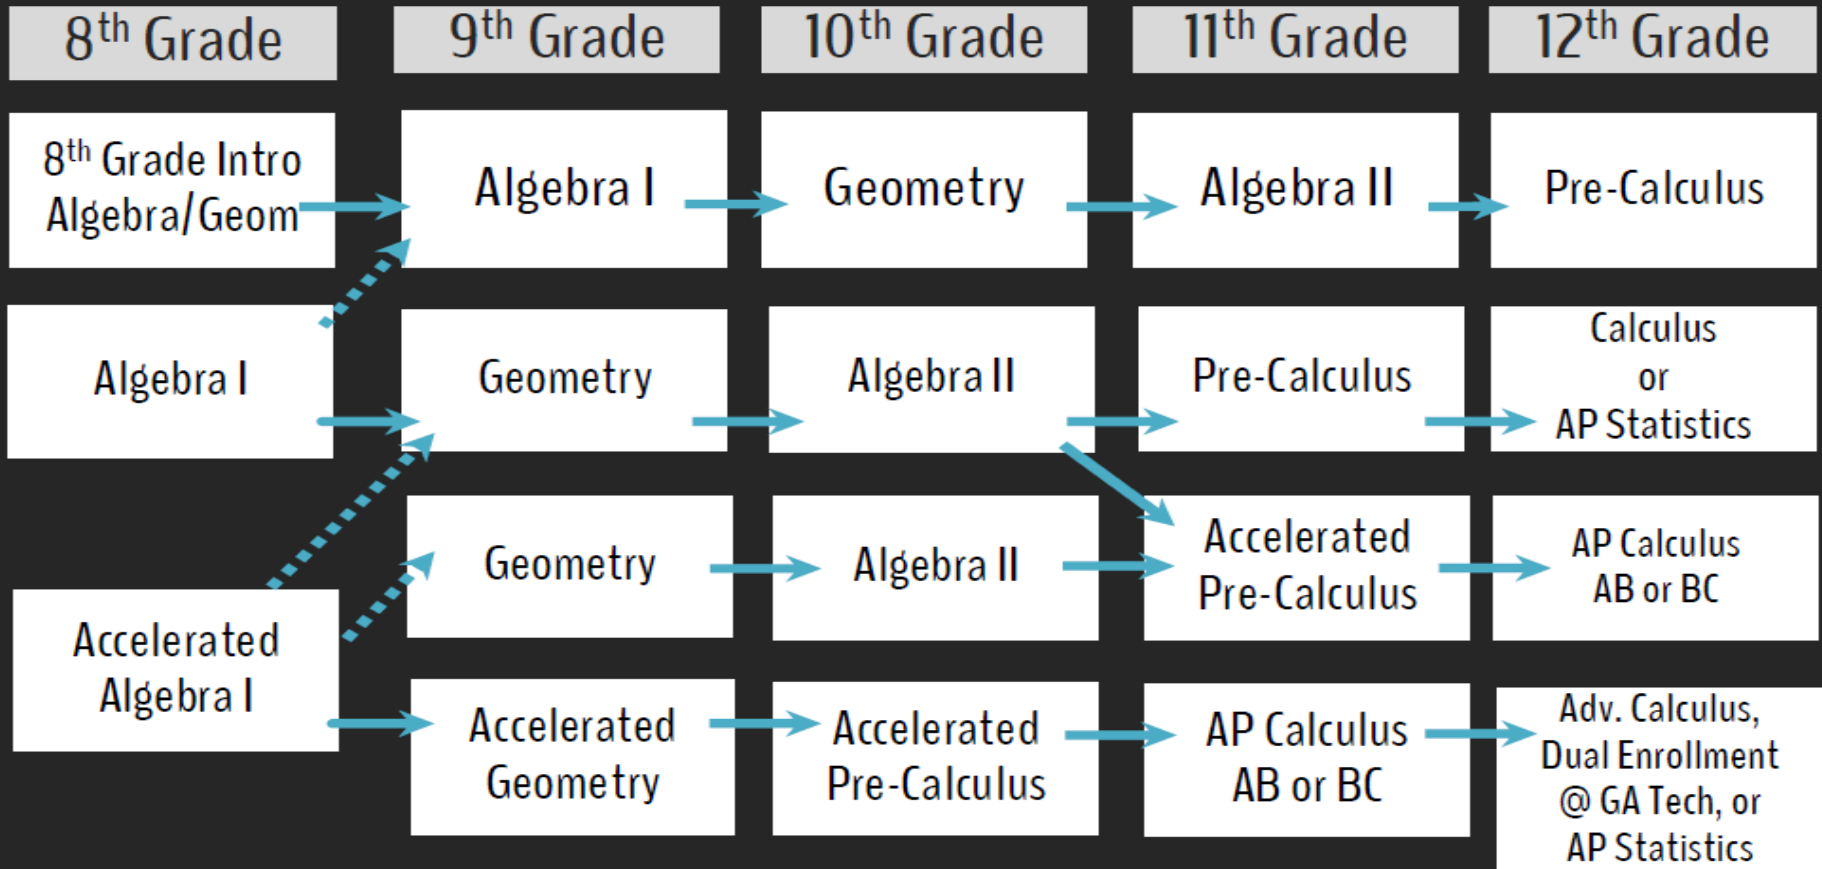 8th Grade
9th Grade
10th Grade
11th Grade
12th Grade
8th Grade Intro
Algebra/Geom
Algebra I
Geometry
Algebra II
Pre-Calculus
Algebra I
Geometry
Algebra II
Pre-Calculus
Calculus
or
AP Statistics
Geometry
Algebra II
Accelerated
Pre-Calculus
AP Calculus
AB or BC
Accelerated
Algebra I
Accelerated
Geometry
Accelerated
Pre-Calculus
AP Calculus
AB or BC
Adv. Calculus,
Dual Enrollment
@ GA Tech, or
AP Statistics